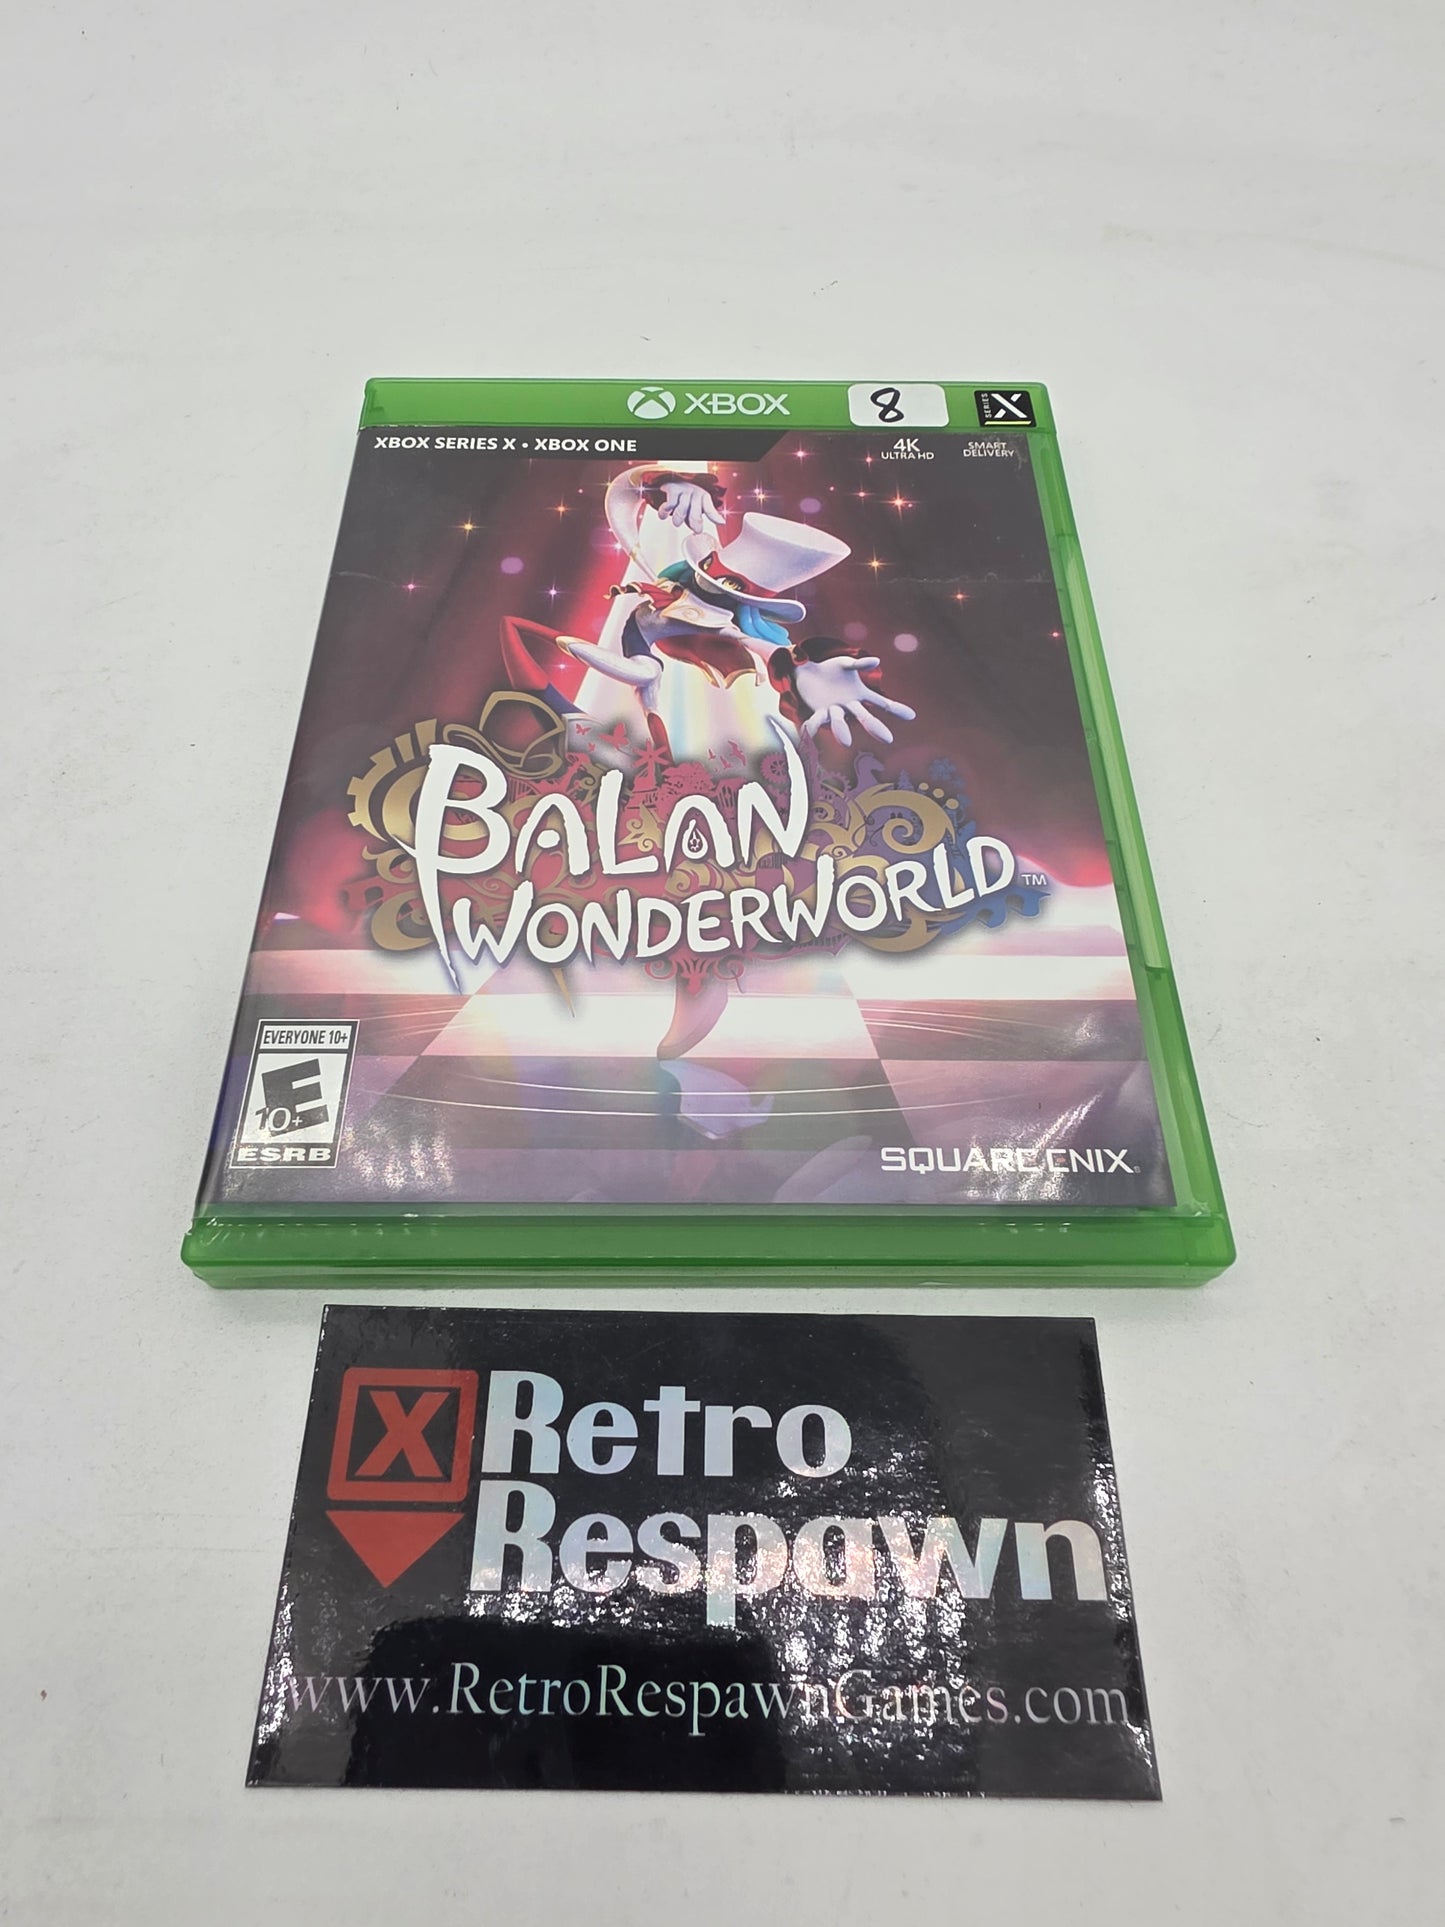 XBOX 8 SERIES X
XBOX SERIES X • XBOX ONE
4K
ULTRA HD
SMART
DELIVERY
BALAN
WONDERWORLD™
EVERYONE 10+
E
10+
ESRB
SQUARE ENIX®
X Retro
Respawn
www.RetroRespawnGames.com